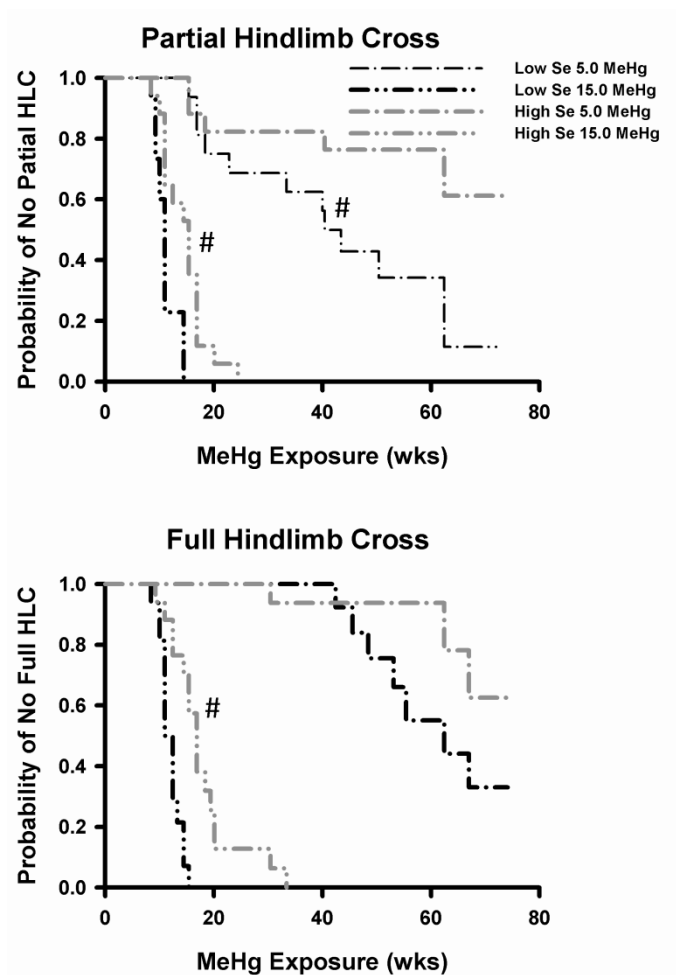 Partial Hindlimb Cross
Low Se 5.0 MeHg
Low Se 15.0 MeHg
High Se 5.0 MeHg
High Se 15.0 MeHg
Probability of No Patial HLC
1.0
0.8
0.6
0.4
0.2
0.0
#
#
0 20 40 60 80
MeHg Exposure (wks)
Full Hindlimb Cross
Probability of No Full HLC
1.0
0.8
0.6
0.4
0.2
0.0
#
0 20 40 60 80
MeHg Exposure (wks)